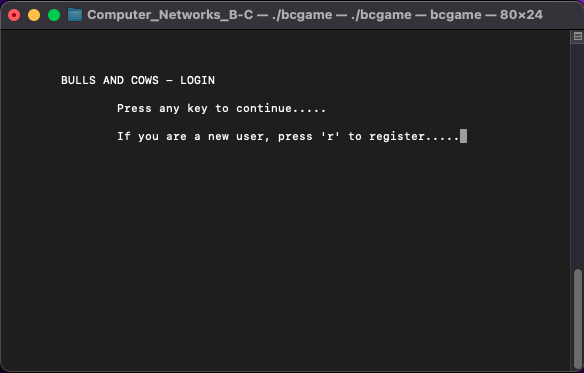 Computer_Networks_B-C — ./bcgame — ./bcgame — bcgame — 80×24
BULLS AND COWS – LOGIN
Press any key to continue.....
If you are a new user, press 'r' to register.....